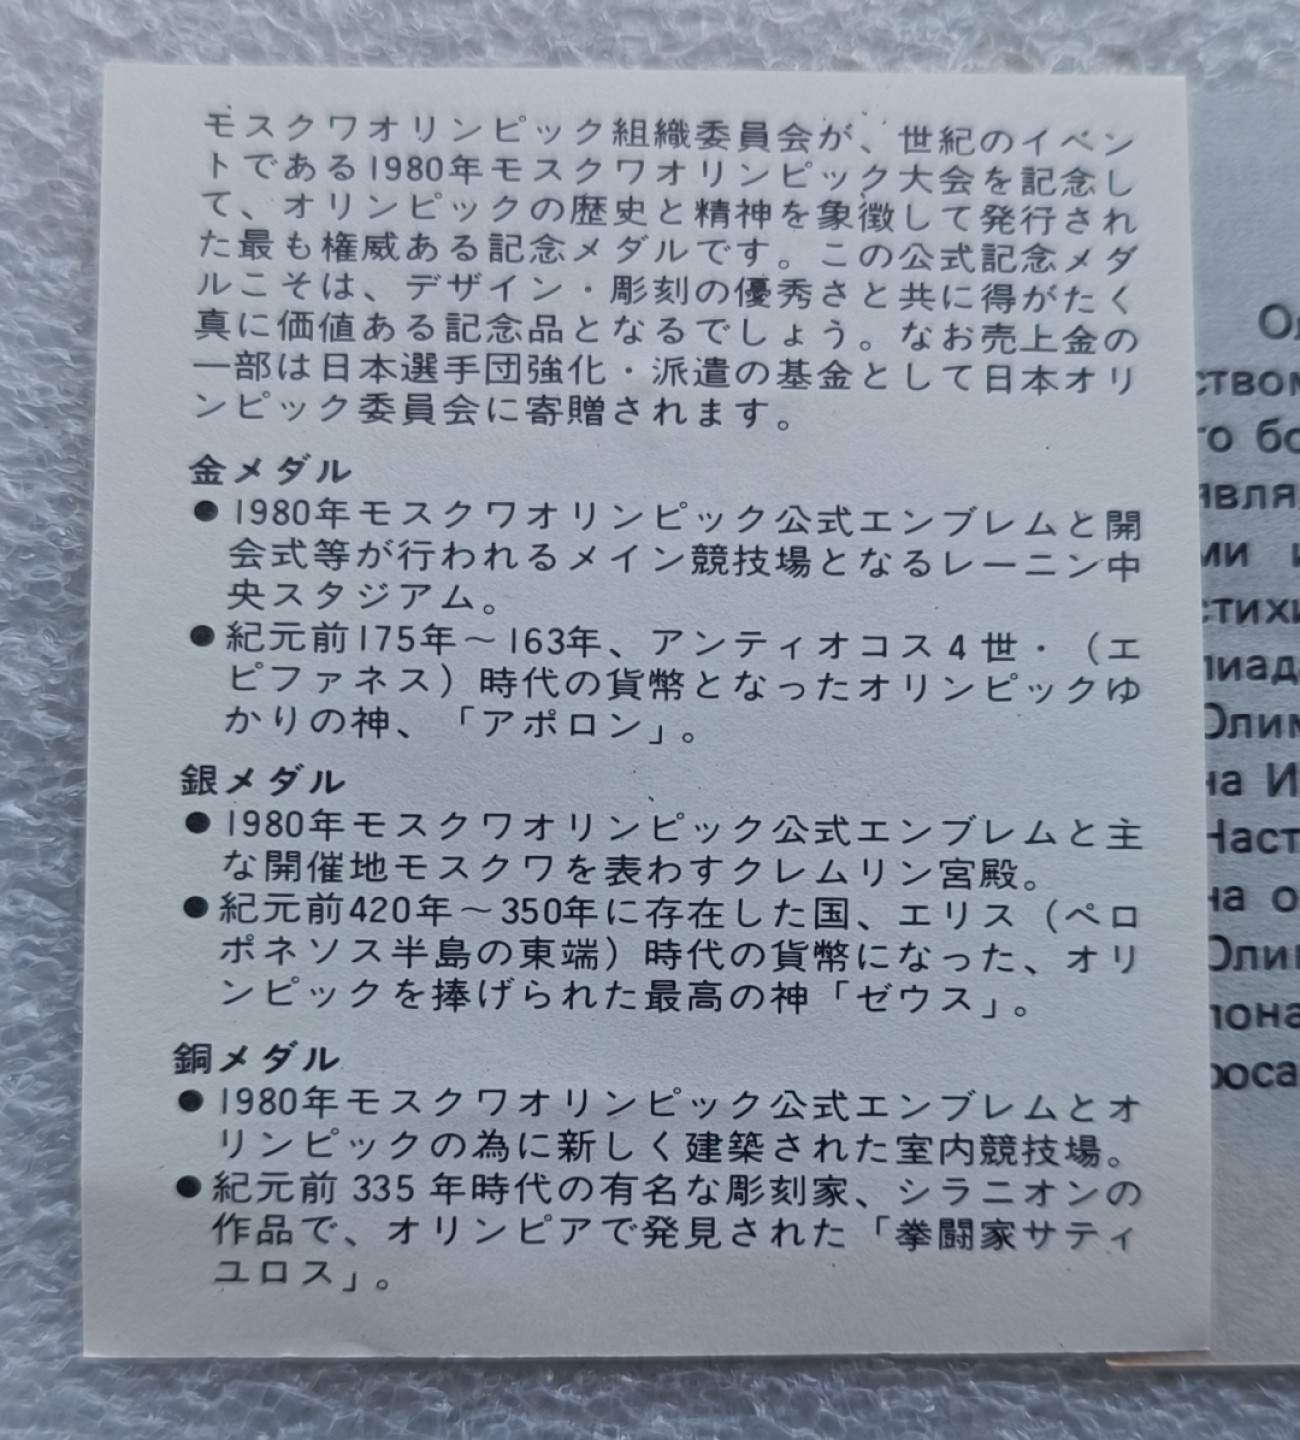 モスクワオリンピック組織委員会が、世紀のイベン
トである1980年モスクワオリンピック大会を記念し
て、オリンピックの歴史と精神を象徴して発行され
た最も権威ある記念メダルです。この公式記念メダ
ルこそは、デザイン・彫刻の優秀さと共に得がたく
真に価値ある記念品となるでしょう。なお売上金の
一部は日本選手団強化・派遣の基金として日本オリ
ンピック委員会に寄贈されます。
金メダル
●1980年モスクワオリンピック公式エンブレムと開
会式等が行われるメイン競技場となるレーニン中
央スタジアム。
●紀元前175年～163年、アンティオコス4世・（エ
ピファネス）時代の貨幣となったオリンピックゆ
かりの神、「アポロン」。
銀メダル
●1980年モスクワオリンピック公式エンブレムと主
な開催地モスクワを表わすクレムリン宮殿。
●紀元前420年～350年に存在した国、エリス（ペロ
ポネソス半島の東端）時代の貨幣になった、オリ
ンピックを捧げられた最高の神「ゼウス」。
銅メダル
●1980年モスクワオリンピック公式エンブレムとオ
リンピックの為に新しく建築された室内競技場。
●紀元前335年時代の有名な彫刻家、シラニオンの
作品で、オリンピアで発見された「拳闘家サティ
ユロス」。